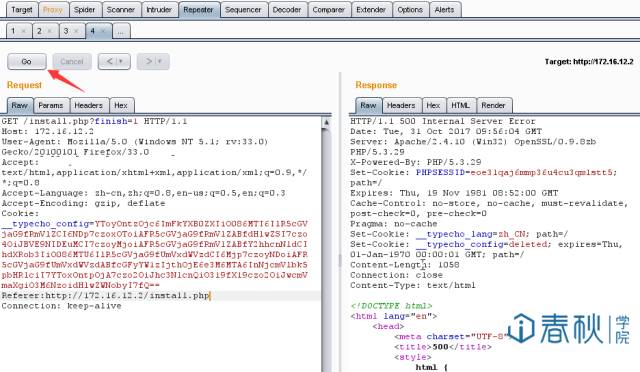 Target Proxy Spider Scanner Intruder Repeater Sequencer Decoder Comparer Extender Options Alerts
1 × 2 × 3 × 4 × ...
Go Cancel < > Target: http://172.16.12.2
Request
Raw Params Headers Hex
GET /install.php?finish=1 HTTP/1.1
Host: 172.16.12.2
User-Agent: Mozilla/5.0 (Windows NT 5.1; rv:33.0)
Gecko/20100101 Firefox/33.0
Accept:
text/html,application/xhtml+xml,application/xml;q=0.9,*/
*;q=0.8
Accept-Language: zh-cn,zh;q=0.8,en-us;q=0.5,en;q=0.3
Accept-Encoding: gzip, deflate
Cookie:
Referer:http://172.16.12.2/install.php
Connection: keep-alive
Response
Raw Headers Hex HTML Render
HTTP/1.1 500 Internal Server Error
Date: Tue, 31 Oct 2017 09:56:04 GMT
Server: Apache/2.4.10 (Win32) OpenSSL/0.9.8zb
PHP/5.3.29
X-Powered-By: PHP/5.3.29
Set-Cookie: PHPSESSID=eoe3lqaj6mmp36u4cu3qmlstt5;
path=/
Expires: Thu, 19 Nov 1981 08:52:00 GMT
Cache-Control: no-store, no-cache, must-revalidate,
post-check=0, pre-check=0
Pragma: no-cache
Set-Cookie: __typecho_lang=zh_CN; path=/
Set-Cookie: __typecho_config=deleted; expires=Thu,
01-Jan-1970 00:00:01 GMT; path=/
Content-Length: 1058
Connection: close
Content-Type: text/html
<!DOCTYPE html>
<html lang="en">
<head>
<meta charset="UTF-8">
<title>500</title>
<style>
html {
春秋学院